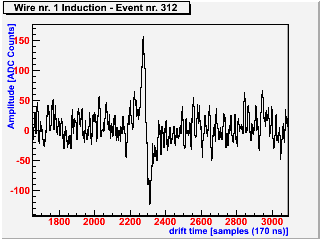 Wire nr. 1 Induction - Event nr. 312
Amplitude [ADC Counts]
150
100
50
0
-50
-100
1800 2000 2200 2400 2600 2800 3000
drift time [samples (170 ns)]